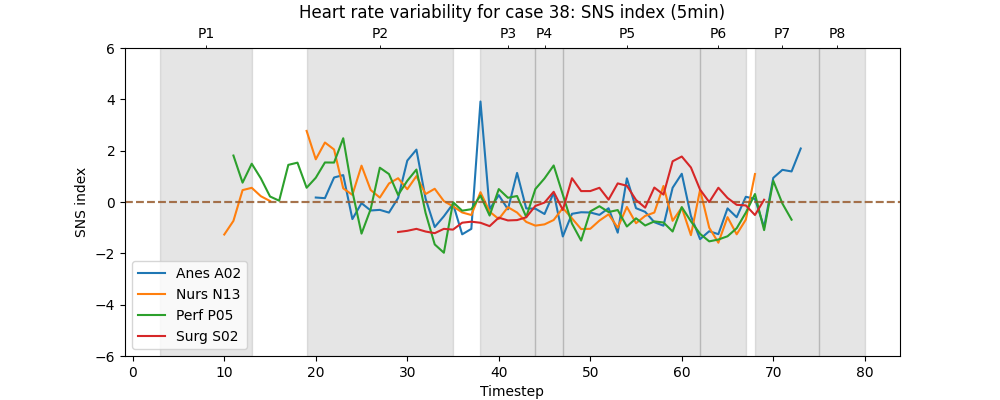 Heart rate variability for case 38: SNS index (5min)
P1 P2 P3 P4 P5 P6 P7 P8
6
4
2
0
−2
−4
−6
SNS index
Anes A02
Nurs N13
Perf P05
Surg S02
0 10 20 30 40 50 60 70 80
Timestep